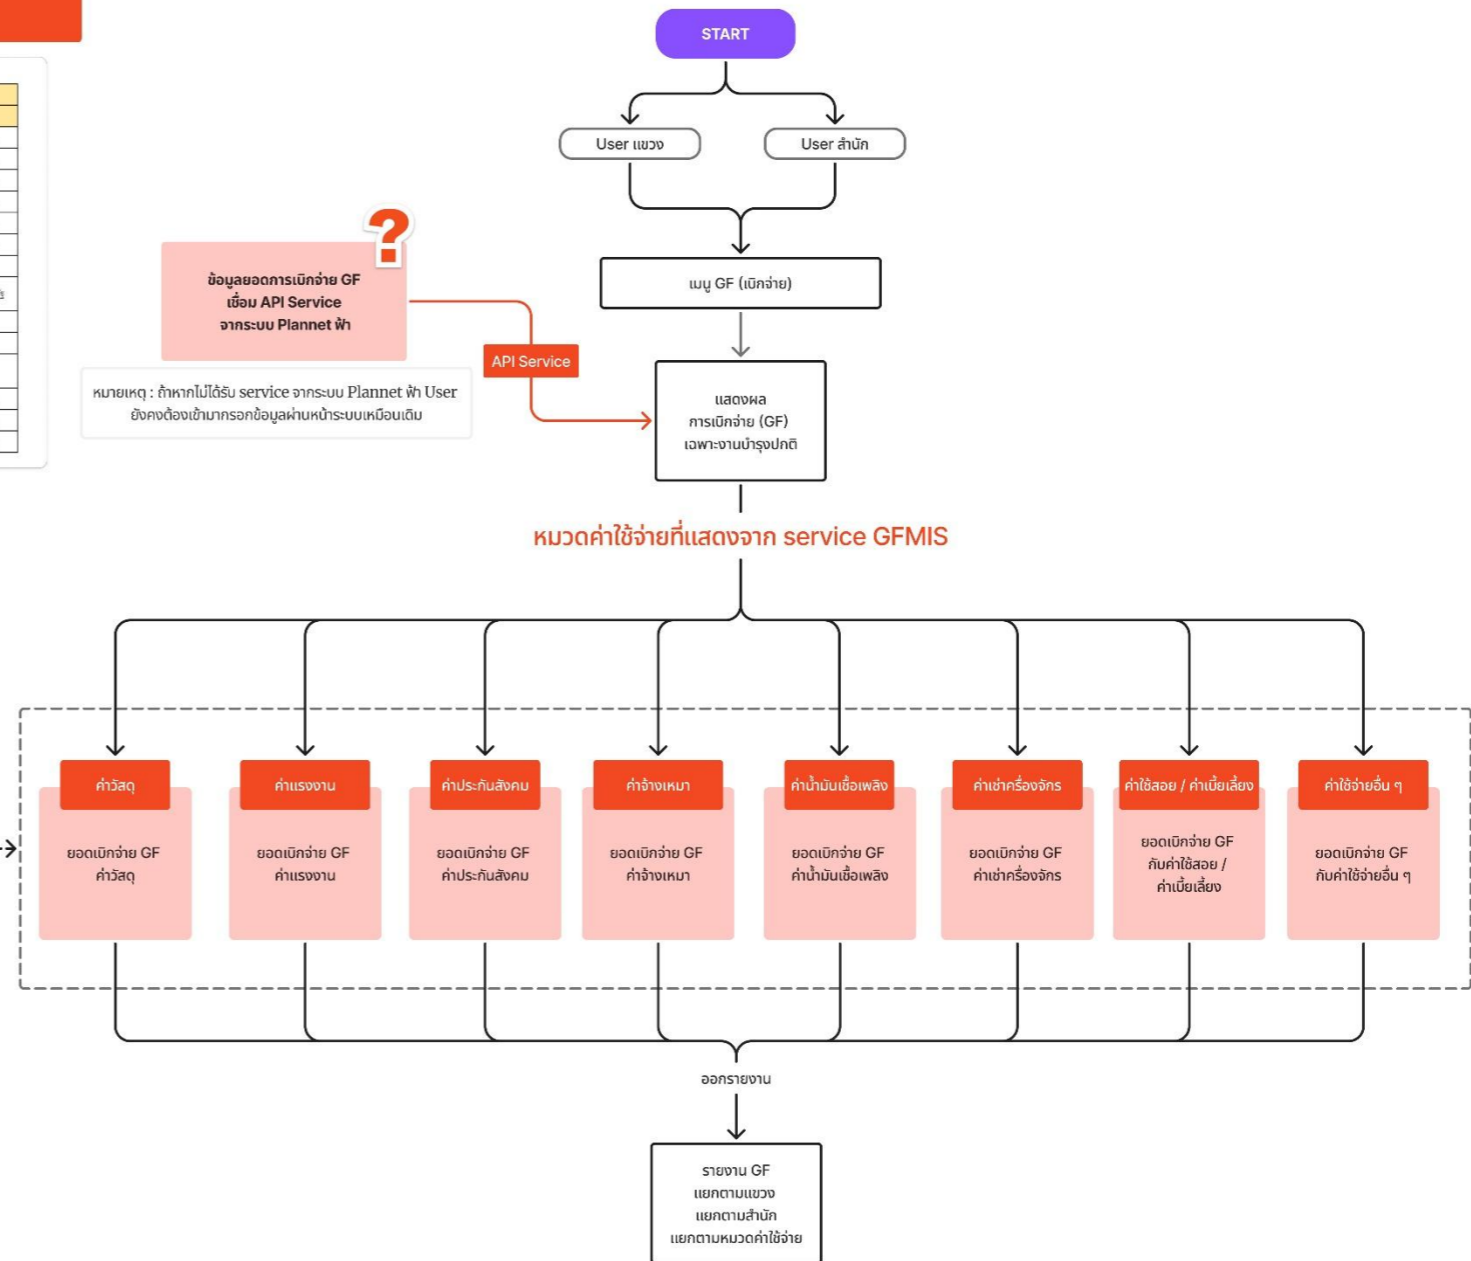 START
User แขวง
User สำนัก
?
ข้อมูลยอดการเบิกจ่าย GF
เชื่อม API Service
จากระบบ Plannet ฟ้า
เมนู GF (เบิกจ่าย)
API Service
หมายเหตุ : ถ้าหากไม่ได้รับ service จากระบบ Plannet ฟ้า User
ยังคงต้องเข้ามากรอกข้อมูลผ่านหน้าระบบเหมือนเดิม
แสดงผล
การเบิกจ่าย (GF)
เฉพาะงานบำรุงปกติ
หมวดค่าใช้จ่ายที่แสดงจาก service GFMIS
ค่าวัสดุ
ยอดเบิกจ่าย GF
ค่าวัสดุ
ค่าแรงงาน
ยอดเบิกจ่าย GF
ค่าแรงงาน
ค่าประกันสังคม
ยอดเบิกจ่าย GF
ค่าประกันสังคม
ค่าจ้างเหมา
ยอดเบิกจ่าย GF
ค่าจ้างเหมา
ค่าน้ำมันเชื้อเพลิง
ยอดเบิกจ่าย GF
ค่าน้ำมันเชื้อเพลิง
ค่าเช่าเครื่องจักร
ยอดเบิกจ่าย GF
ค่าเช่าเครื่องจักร
ค่าใช้สอย / ค่าเบี้ยเลี้ยง
ยอดเบิกจ่าย GF
กับค่าใช้สอย /
ค่าเบี้ยเลี้ยง
ค่าใช้จ่ายอื่น ๆ
ยอดเบิกจ่าย GF
กับค่าใช้จ่ายอื่น ๆ
ออกรายงาน
รายงาน GF
แยกตามแขวง
แยกตามสำนัก
แยกตามหมวดค่าใช้จ่าย